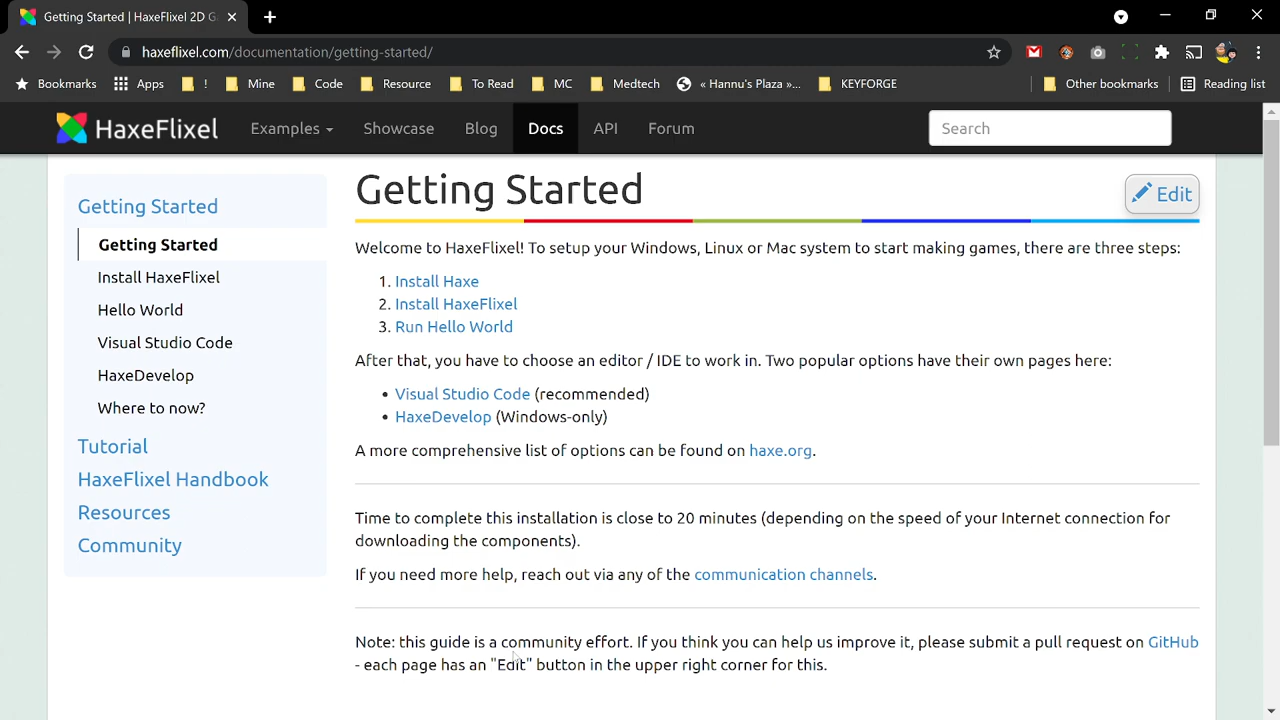 Getting Started | HaxeFlixel 2D G
haxeflixel.com/documentation/getting-started/
Bookmarks Apps ! Mine Code Resource To Read MC Medtech « Hannu's Plaza »... KEYFORGE Other bookmarks Reading list
HaxeFlixel Examples Showcase Blog Docs API Forum Search
Getting Started
Getting Started
Install HaxeFlixel
Hello World
Visual Studio Code
HaxeDevelop
Where to now?
Tutorial
HaxeFlixel Handbook
Resources
Community
Getting Started
Edit
Welcome to HaxeFlixel! To setup your Windows, Linux or Mac system to start making games, there are three steps:
1. Install Haxe
2. Install HaxeFlixel
3. Run Hello World
After that, you have to choose an editor / IDE to work in. Two popular options have their own pages here:
• Visual Studio Code (recommended)
• HaxeDevelop (Windows-only)
A more comprehensive list of options can be found on haxe.org.
Time to complete this installation is close to 20 minutes (depending on the speed of your Internet connection for
downloading the components).
If you need more help, reach out via any of the communication channels.
Note: this guide is a community effort. If you think you can help us improve it, please submit a pull request on GitHub
- each page has an "Edit" button in the upper right corner for this.